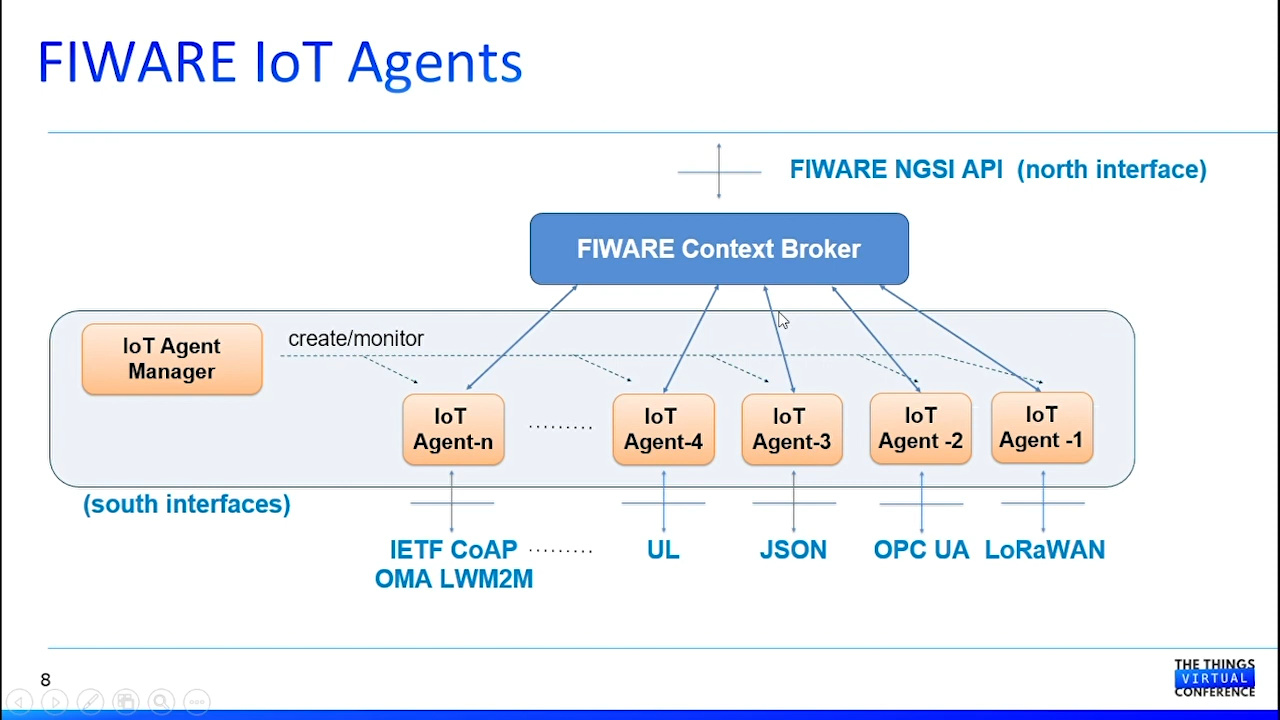 FIWARE IoT Agents
FIWARE NGSI API (north interface)
FIWARE Context Broker
IoT Agent
Manager
create/monitor
IoT
Agent-n
.........
IoT
Agent-4
IoT
Agent-3
IoT
Agent -2
IoT
Agent -1
(south interfaces)
IETF CoAP
OMA LWM2M
.........
UL
JSON
OPC UA
LoRaWAN
8
THE THINGS
VIRTUAL
CONFERENCE